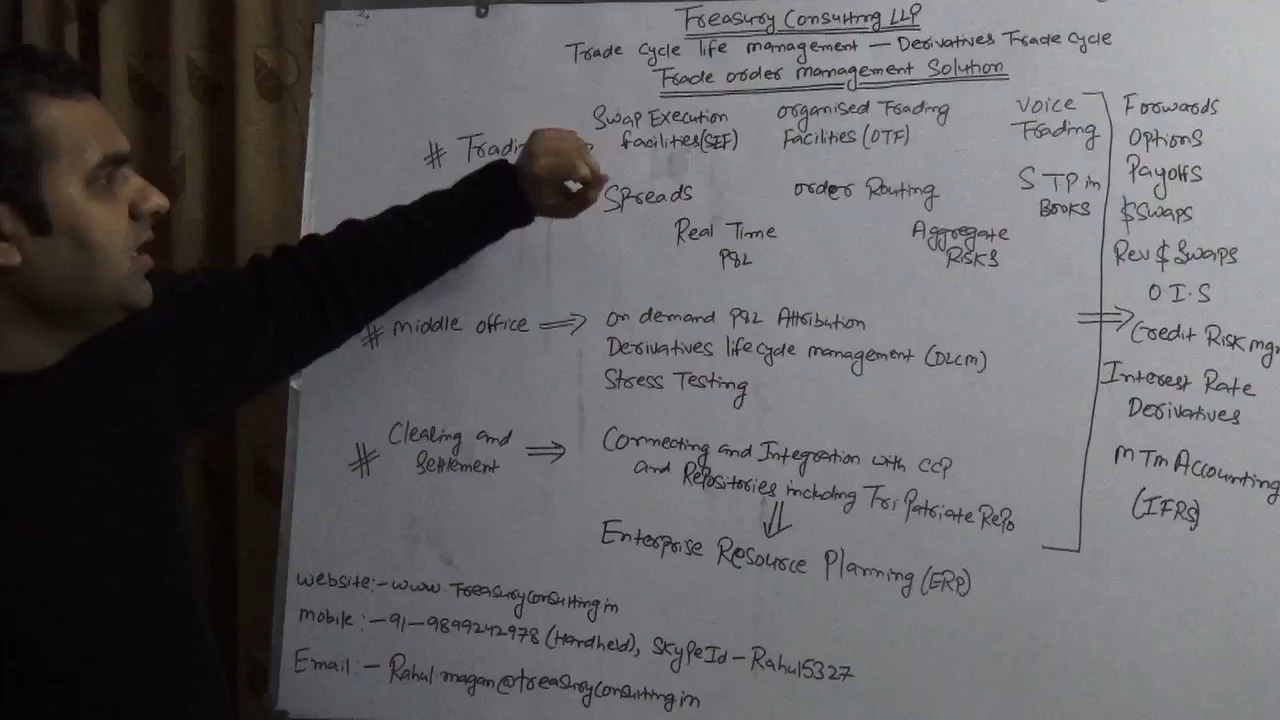 Treasury Consulting LLP
Trade Cycle life management – Derivatives Trade Cycle
Trade order management Solution
# Tradi
Swap Execution
facilities(SEF)
organised Trading
Facilities (OTF)
Voice
Trading
Spreads
order Routing
STP in
BOOKS
Real Time
P&L
Aggregate
RISKS
# middle office ⇒ on demand P&L Attribution
Derivatives lifecycle management (DLCM)
Stress Testing
# Clearing and
Settlement ⇒
Connecting and Integration with CCP
and Repositories including Tri Patriate Repo
⇓
Enterprise Resource Planning (ERP)
⇒
Forwards
Options
Payoffs
$ Swaps
Rev $ Swaps
O I S
Credit Risk mgn
Interest Rate
Derivatives
MTM Accounting
(IFRS)
website:- www.Treasuryconsulting.in
mobile :- 91-9899242978 (Handheld), Skype Id - Rahul5327
Email :- Rahul.magan@treasuryconsulting.in